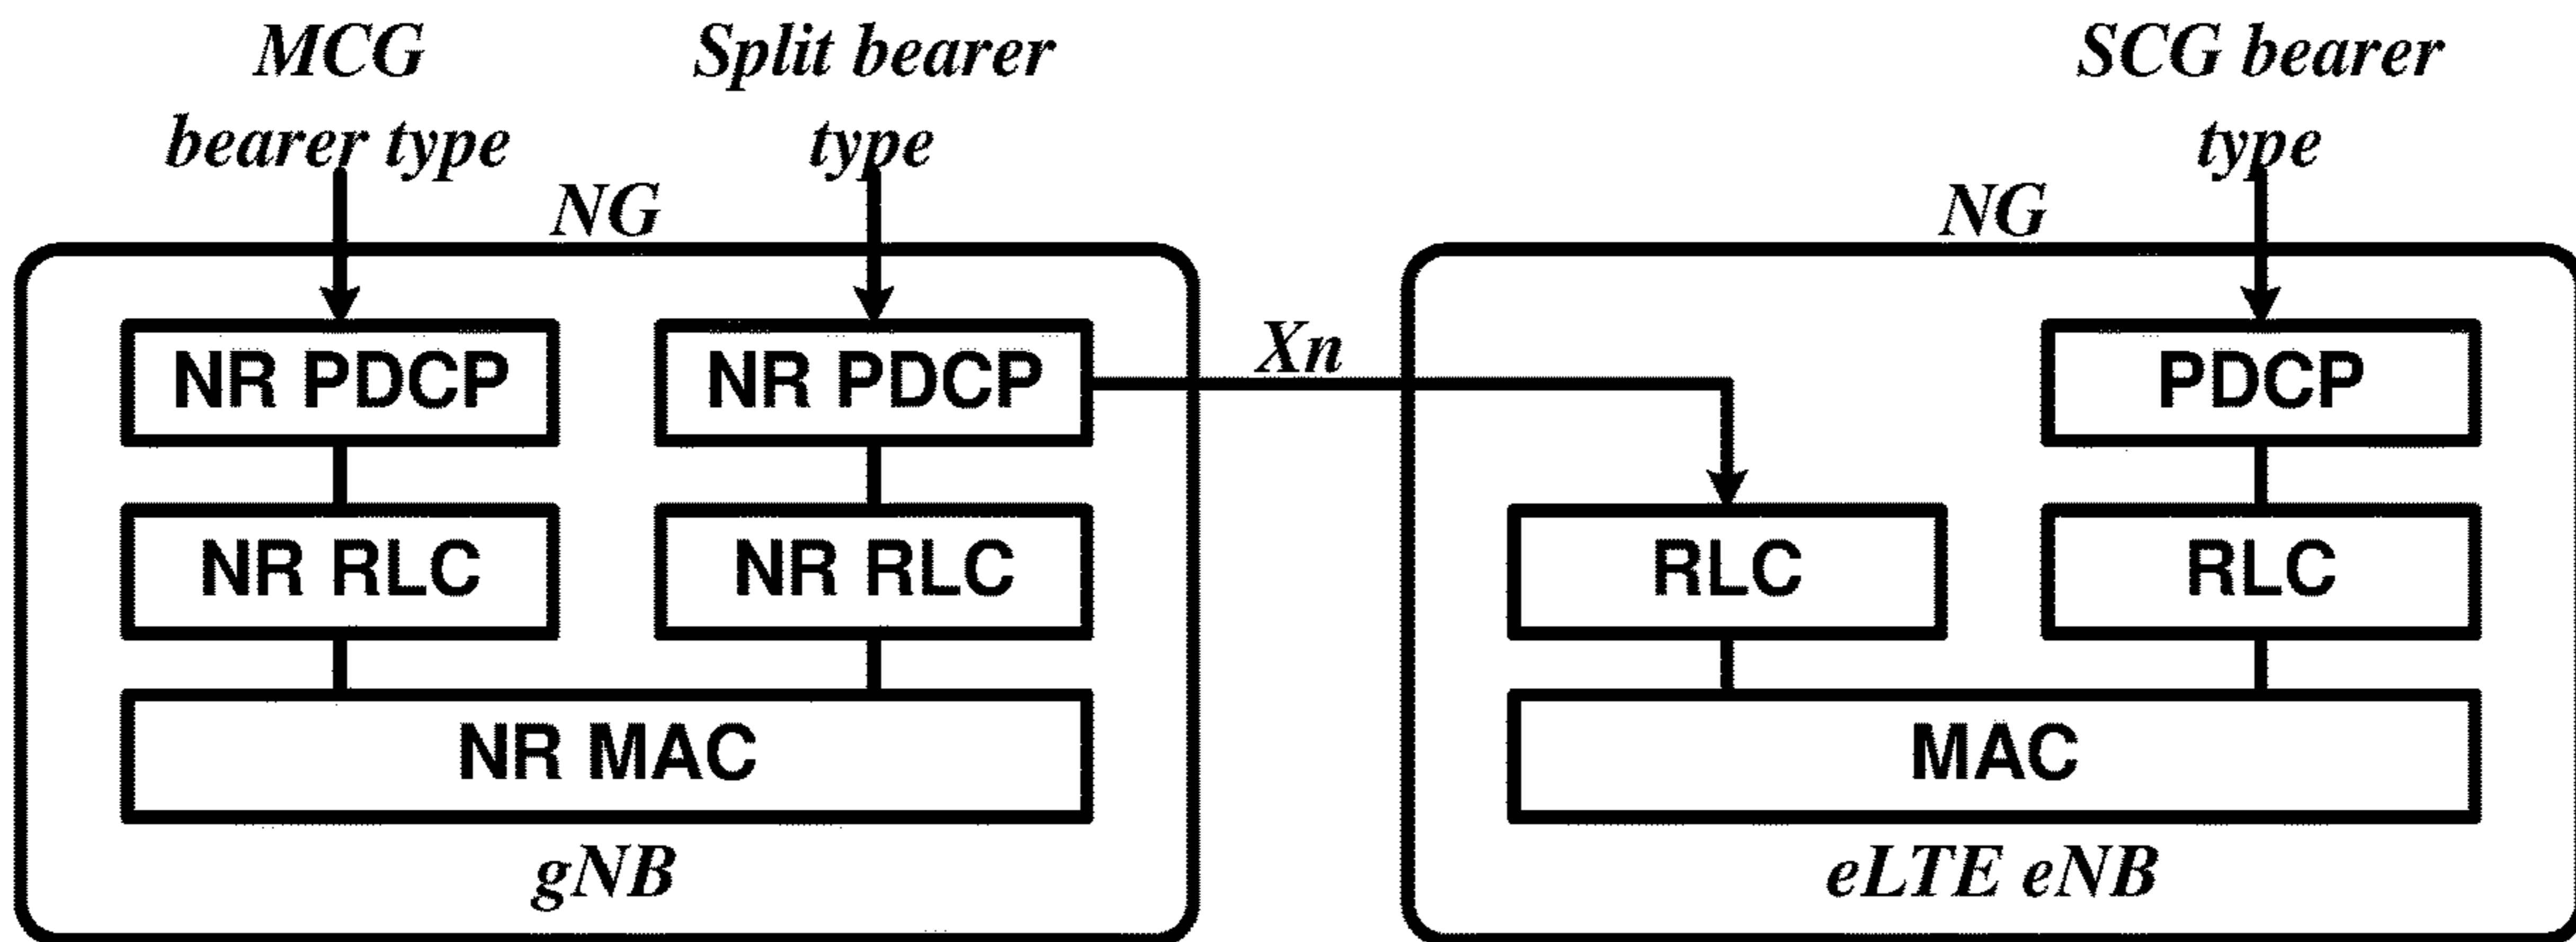 MCG
bearer type
Split bearer
type
SCG bearer
type
NG
NG
NR PDCP
NR PDCP
Xn
PDCP
NR RLC
NR RLC
RLC
RLC
NR MAC
MAC
gNB
eLTE eNB